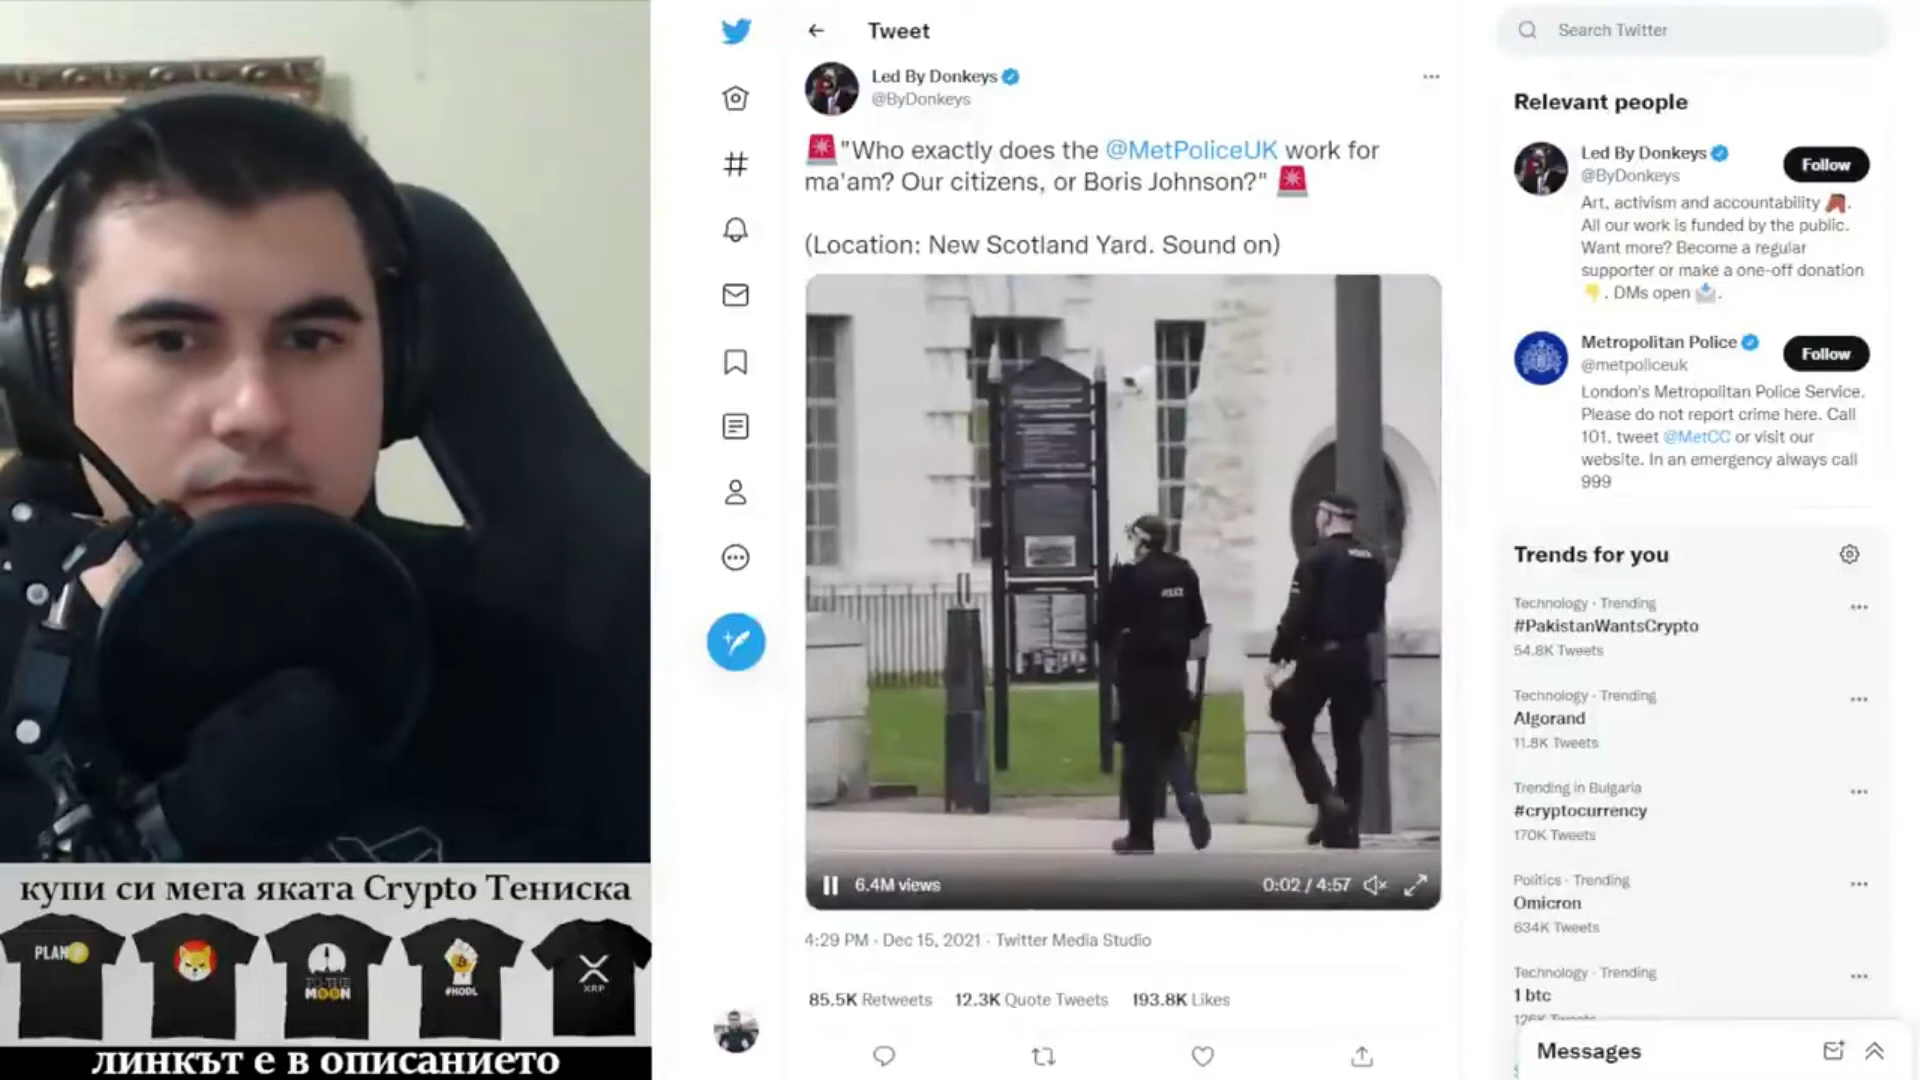 купи си мега яката Crypto Тениска
PLAN
TO THE
MOON
#HODL
XRP
линкът е в описанието
Tweet
Led By Donkeys
@ByDonkeys
"Who exactly does the @MetPoliceUK work for
ma'am? Our citizens, or Boris Johnson?"
(Location: New Scotland Yard. Sound on)
POLICE
POLICE
6.4M views
0:02 / 4:57
4:29 PM · Dec 15, 2021 · Twitter Media Studio
85.5K Retweets 12.3K Quote Tweets 193.8K Likes
Search Twitter
Relevant people
Led By Donkeys
@ByDonkeys
Follow
Art, activism and accountability
All our work is funded by the public.
Want more? Become a regular
supporter or make a one-off donation
. DMs open .
Metropolitan Police
@metpoliceuk
Follow
London's Metropolitan Police Service.
Please do not report crime here. Call
101, tweet @MetCC or visit our
website. In an emergency always call
999
Trends for you
Technology · Trending
#PakistanWantsCrypto
54.8K Tweets
Technology · Trending
Algorand
11.8K Tweets
Trending in Bulgaria
#cryptocurrency
170K Tweets
Politics · Trending
Omicron
634K Tweets
Technology · Trending
1 btc
126K Tweets
Messages